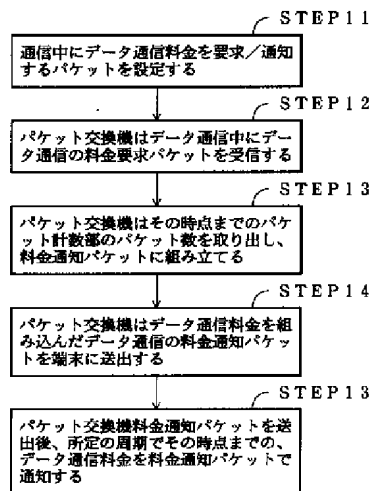 STEP11
通信中にデータ通信料金を要求／通知
するパケットを設定する
STEP12
パケット交換機はデータ通信中にデー
タ通信の料金要求パケットを受信する
STEP13
パケット交換機はその時点までのパケ
ット計数部のパケット数を取り出し、
料金通知パケットに組み立てる
STEP14
パケット交換機はデータ通信料金を組
み込んだデータ通信の料金通知パケッ
トを端末に送出する
STEP13
パケット交換機料金通知パケットを送
出後、所定の周期でその時点までの、
データ通信料金を料金通知パケットで
通知する